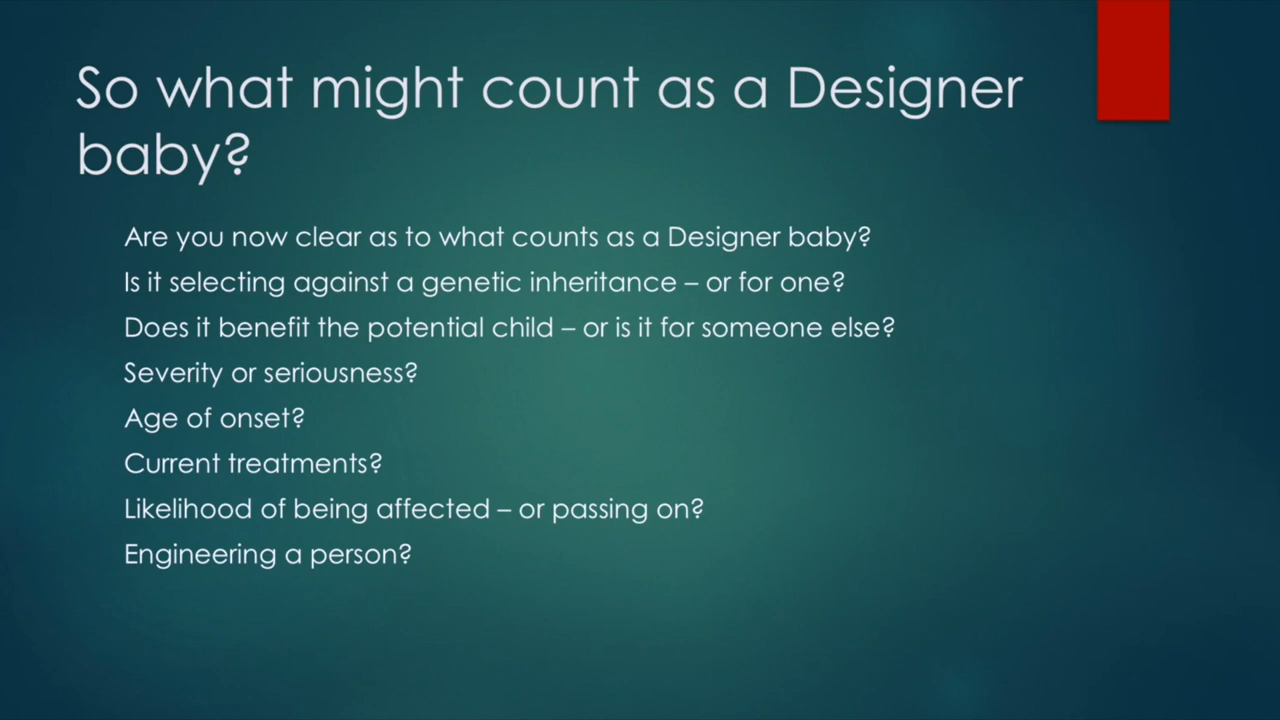 So what might count as a Designer
baby?
Are you now clear as to what counts as a Designer baby?
Is it selecting against a genetic inheritance – or for one?
Does it benefit the potential child – or is it for someone else?
Severity or seriousness?
Age of onset?
Current treatments?
Likelihood of being affected – or passing on?
Engineering a person?